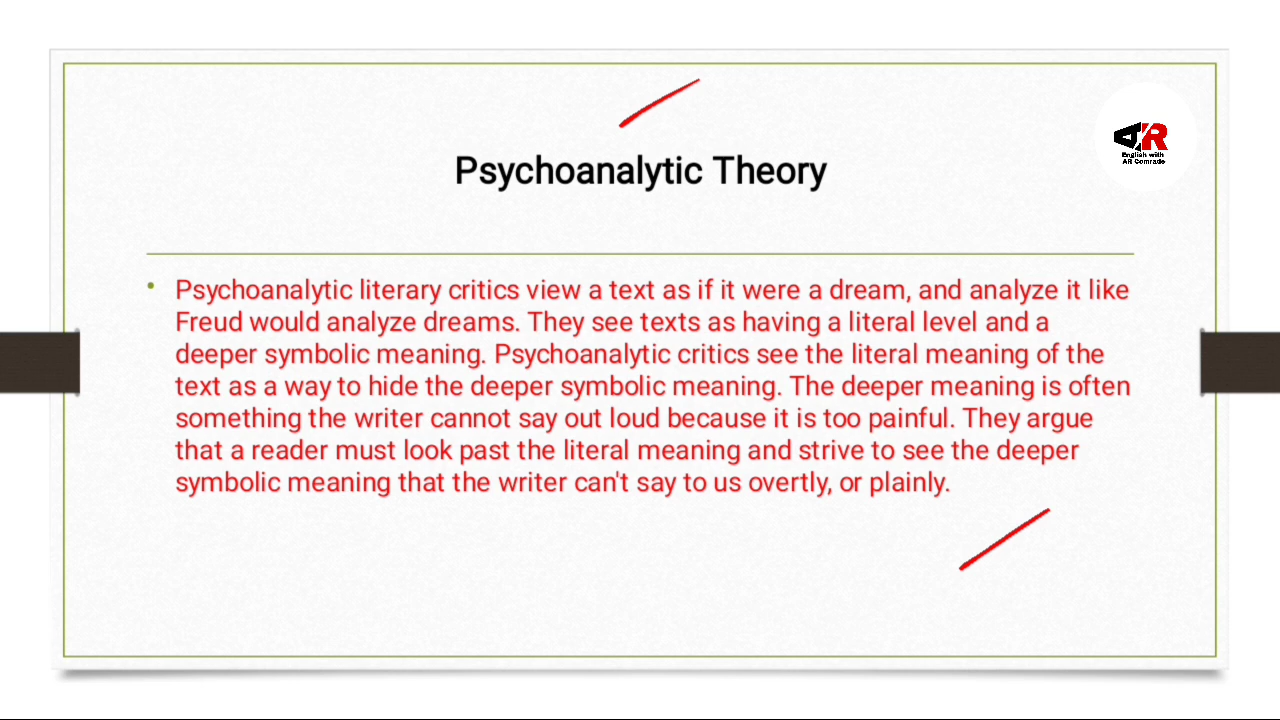 AR
English with
AR Comrade
Psychoanalytic Theory
• Psychoanalytic literary critics view a text as if it were a dream, and analyze it like
Freud would analyze dreams. They see texts as having a literal level and a
deeper symbolic meaning. Psychoanalytic critics see the literal meaning of the
text as a way to hide the deeper symbolic meaning. The deeper meaning is often
something the writer cannot say out loud because it is too painful. They argue
that a reader must look past the literal meaning and strive to see the deeper
symbolic meaning that the writer can't say to us overtly, or plainly.